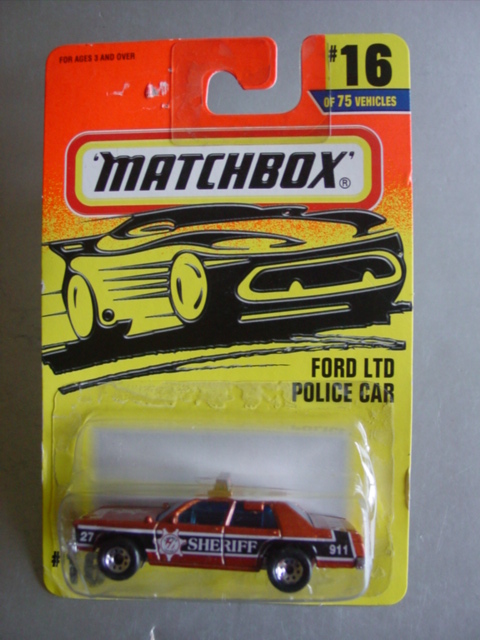 FOR AGES 3 AND OVER
#16
OF 75 VEHICLES
'MATCHBOX'®
FORD LTD
POLICE CAR
27
SHERIFF
911
#